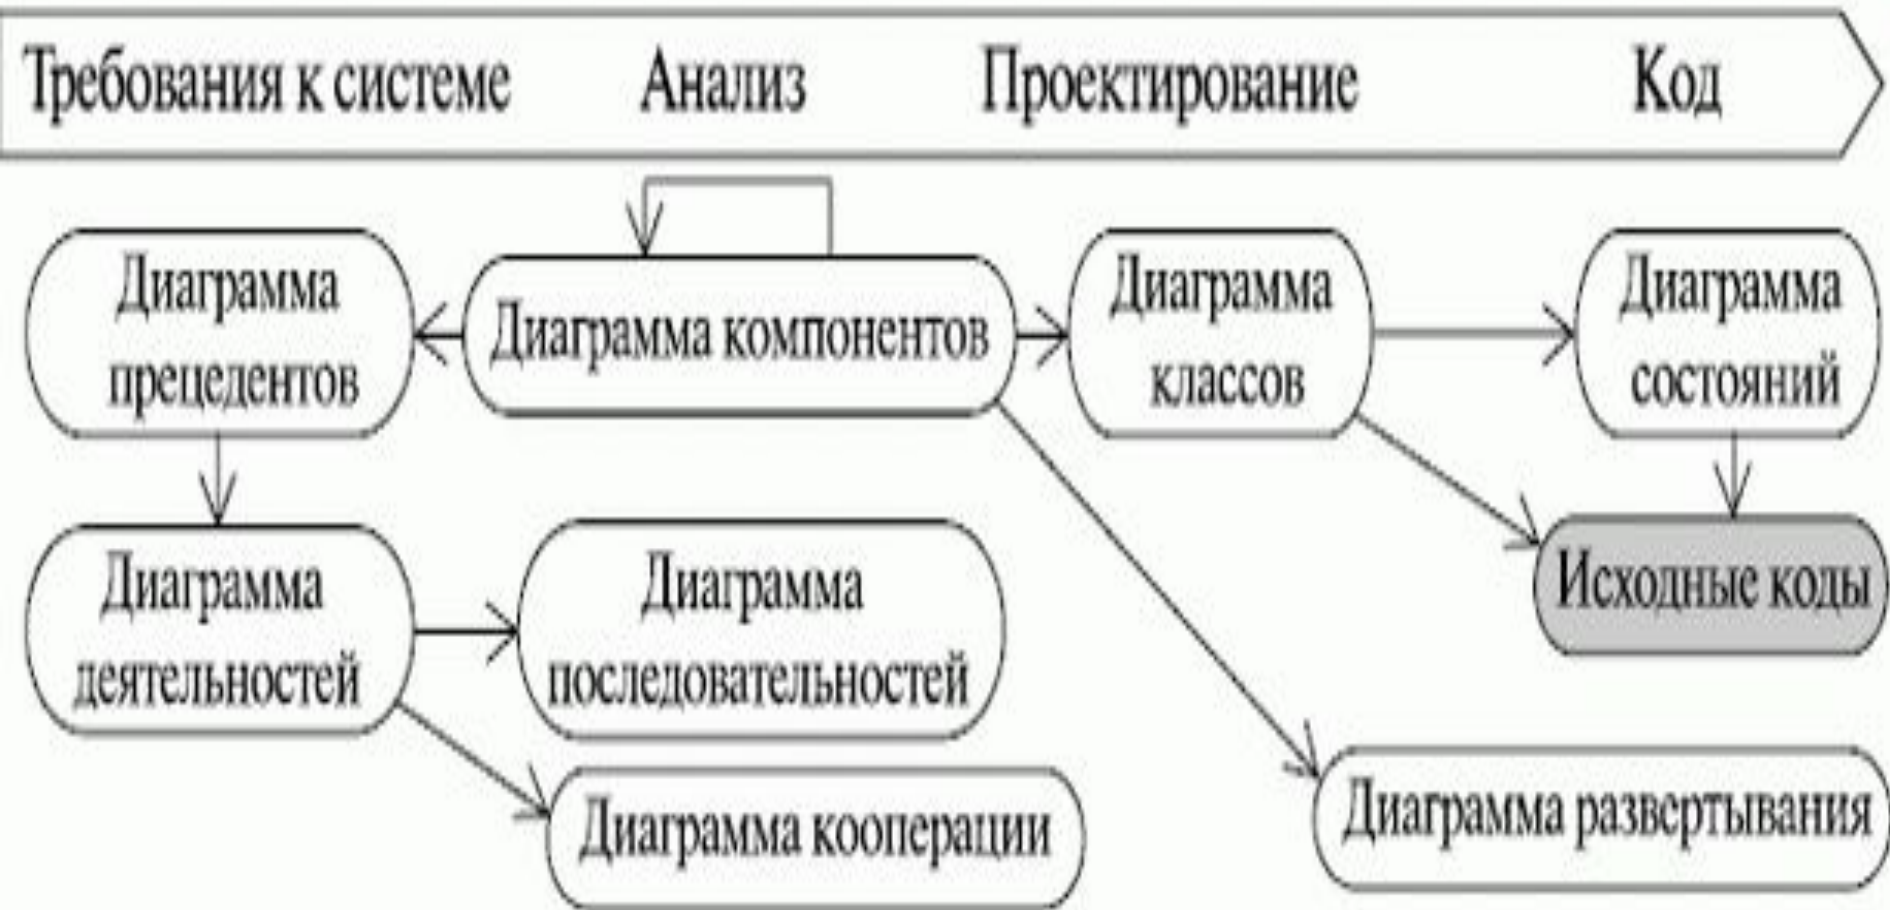 Требования к системе Анализ Проектирование Код
Диаграмма
прецедентов
Диаграмма компонентов
Диаграмма
классов
Диаграмма
состояний
Диаграмма
деятельностей
Диаграмма
последовательностей
Исходные коды
Диаграмма кооперации
Диаграмма развертывания